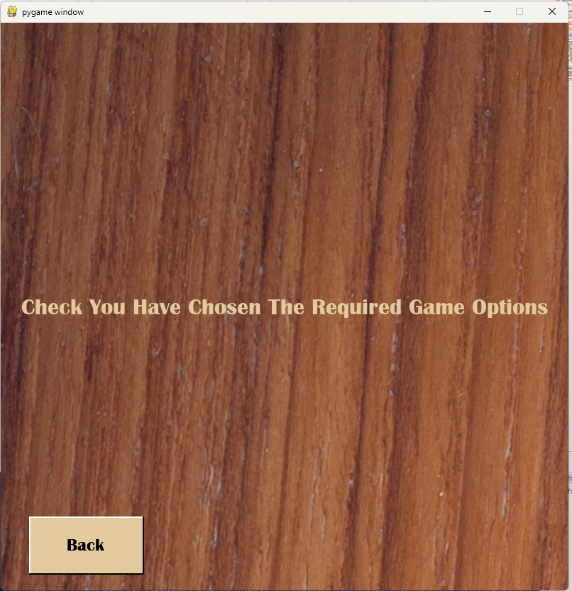 pygame window
Check You Have Chosen The Required Game Options
Back